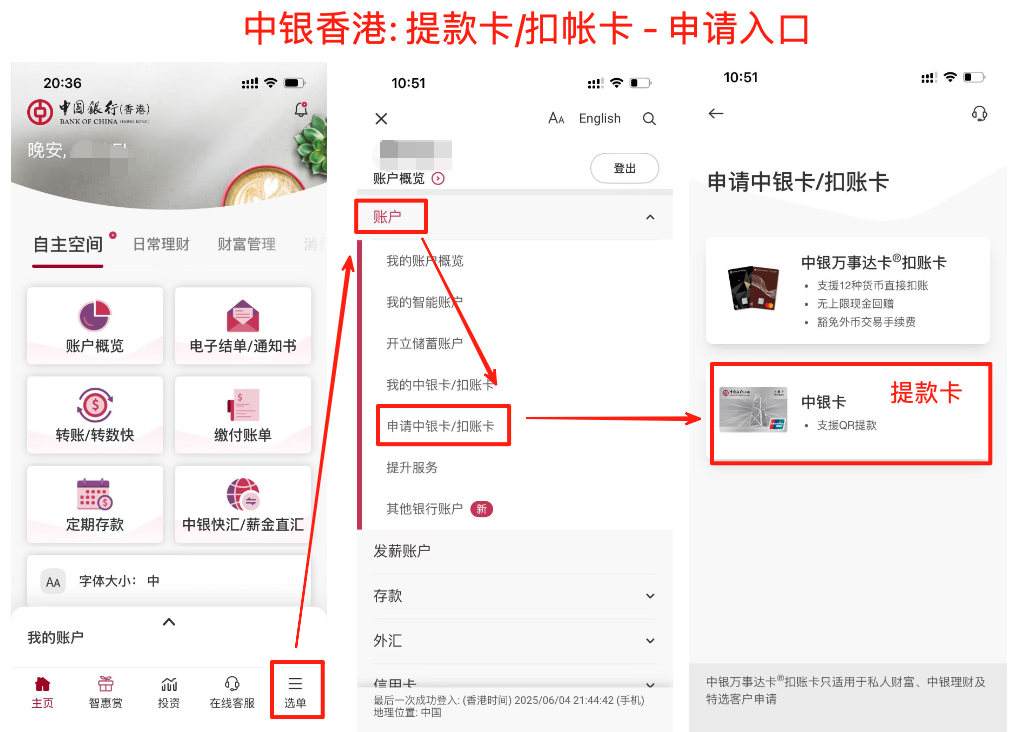 中银香港: 提款卡/扣帐卡 - 申请入口
20:36
中國銀行(香港)
BANK OF CHINA (HONG KONG)
晚安,
自主空间
日常理财
财富管理
账户概览
电子结单/通知书
转账/转数快
缴付账单
定期存款
中银快汇/薪金直汇
AA
字体大小: 中
我的账户
主页
智惠赏
投资
在线客服
选单
10:51
AA
English
账户概览
登出
账户
我的账户概览
我的智能账户
开立储蓄账户
我的中银卡/扣账卡
申请中银卡/扣账卡
提升服务
其他银行账户
新
发薪账户
存款
外汇
信用卡
最后一次成功登入: (香港时间) 2025/06/04 21:44:42 (手机)
地理位置: 中国
10:51
申请中银卡/扣账卡
中银万事达卡®扣账卡
• 支援12种货币直接扣账
• 无上限现金回赠
• 豁免外币交易手续费
提款卡
中银卡
• 支援QR提款
中银万事达卡®扣账卡只适用于私人财富、中银理财及
特选客户申请